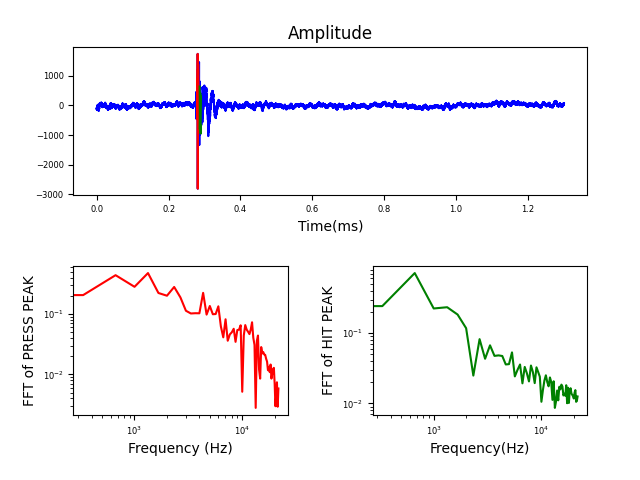 Amplitude
1000
0
−1000
−2000
−3000
0.0 0.2 0.4 0.6 0.8 1.0 1.2
Time(ms)
FFT of PRESS PEAK
10⁻¹
10⁻²
10³ 10⁴
Frequency (Hz)
FFT of HIT PEAK
10⁻¹
10⁻²
10³ 10⁴
Frequency(Hz)